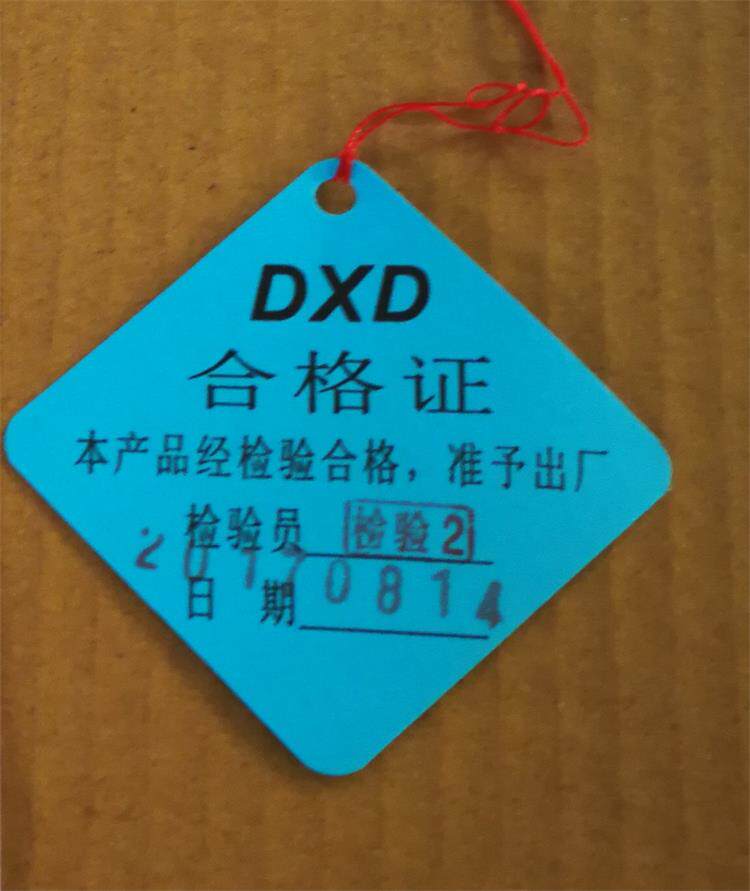 DXD
合格证
本产品经检验合格，准予出厂
检验员 检验2
20170814
日 期